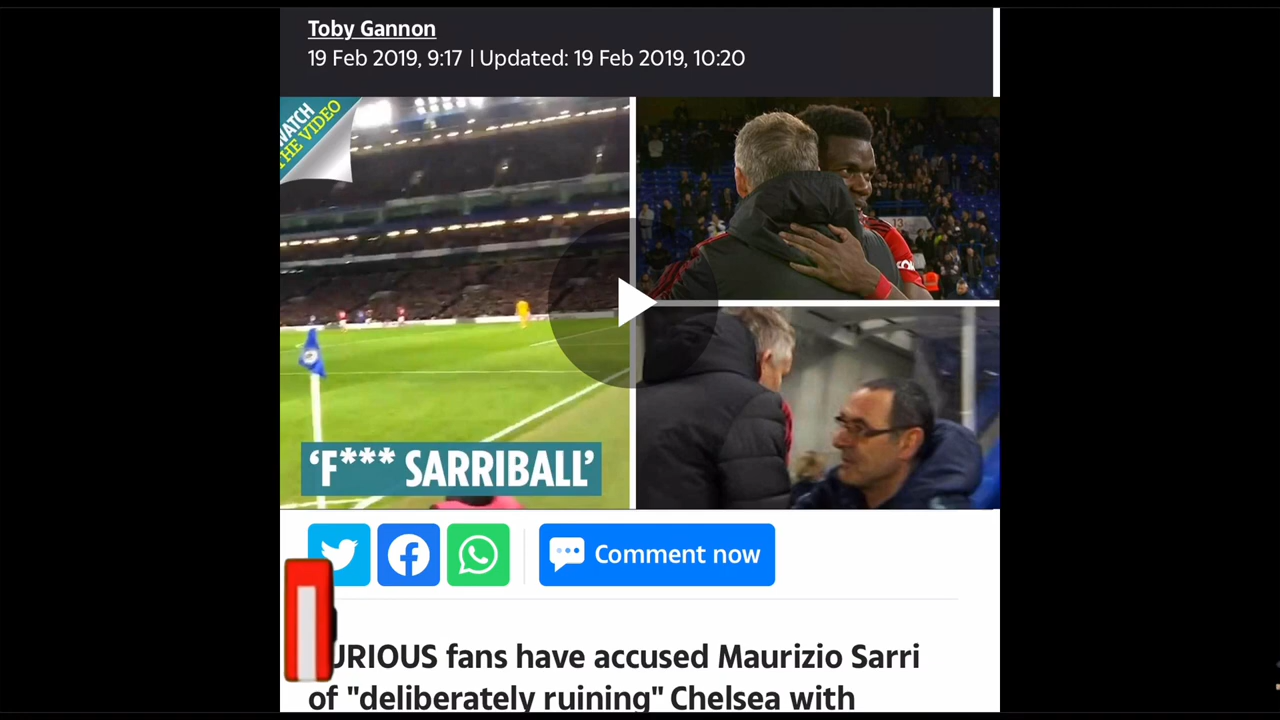 Toby Gannon
19 Feb 2019, 9:17 | Updated: 19 Feb 2019, 10:20
WATCH
THE VIDEO
13
'F*** SARRIBALL'
Comment now
URIOUS fans have accused Maurizio Sarri
of "deliberately ruining" Chelsea with